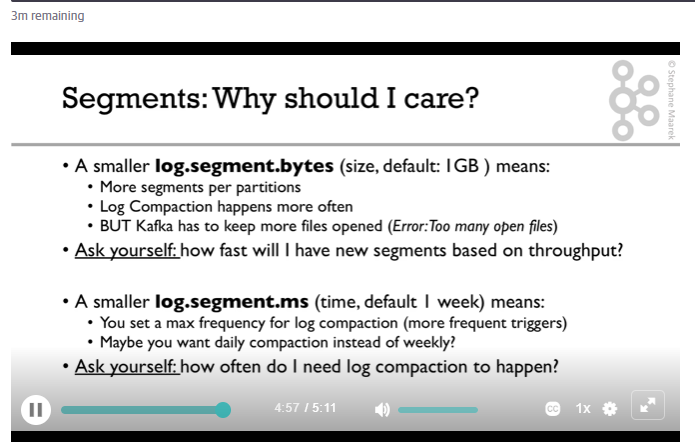 3m remaining
Segments: Why should I care?
© Stephane Maarek
• A smaller log.segment.bytes (size, default: 1GB ) means:
• More segments per partitions
• Log Compaction happens more often
• BUT Kafka has to keep more files opened (Error: Too many open files)
• Ask yourself: how fast will I have new segments based on throughput?
• A smaller log.segment.ms (time, default 1 week) means:
• You set a max frequency for log compaction (more frequent triggers)
• Maybe you want daily compaction instead of weekly?
• Ask yourself: how often do I need log compaction to happen?
4:57 / 5:11
CC
1x